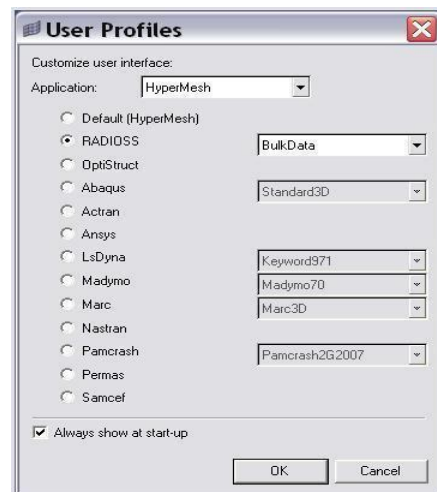 User Profiles
Customize user interface:
Application: HyperMesh
Default (HyperMesh)
RADIOSS BulkData
OptiStruct
Abaqus Standard3D
Actran
Ansys
LsDyna Keyword971
Madymo Madymo70
Marc Marc3D
Nastran
Pamcrash Pamcrash2G2007
Permas
Samcef
Always show at start-up
OK Cancel